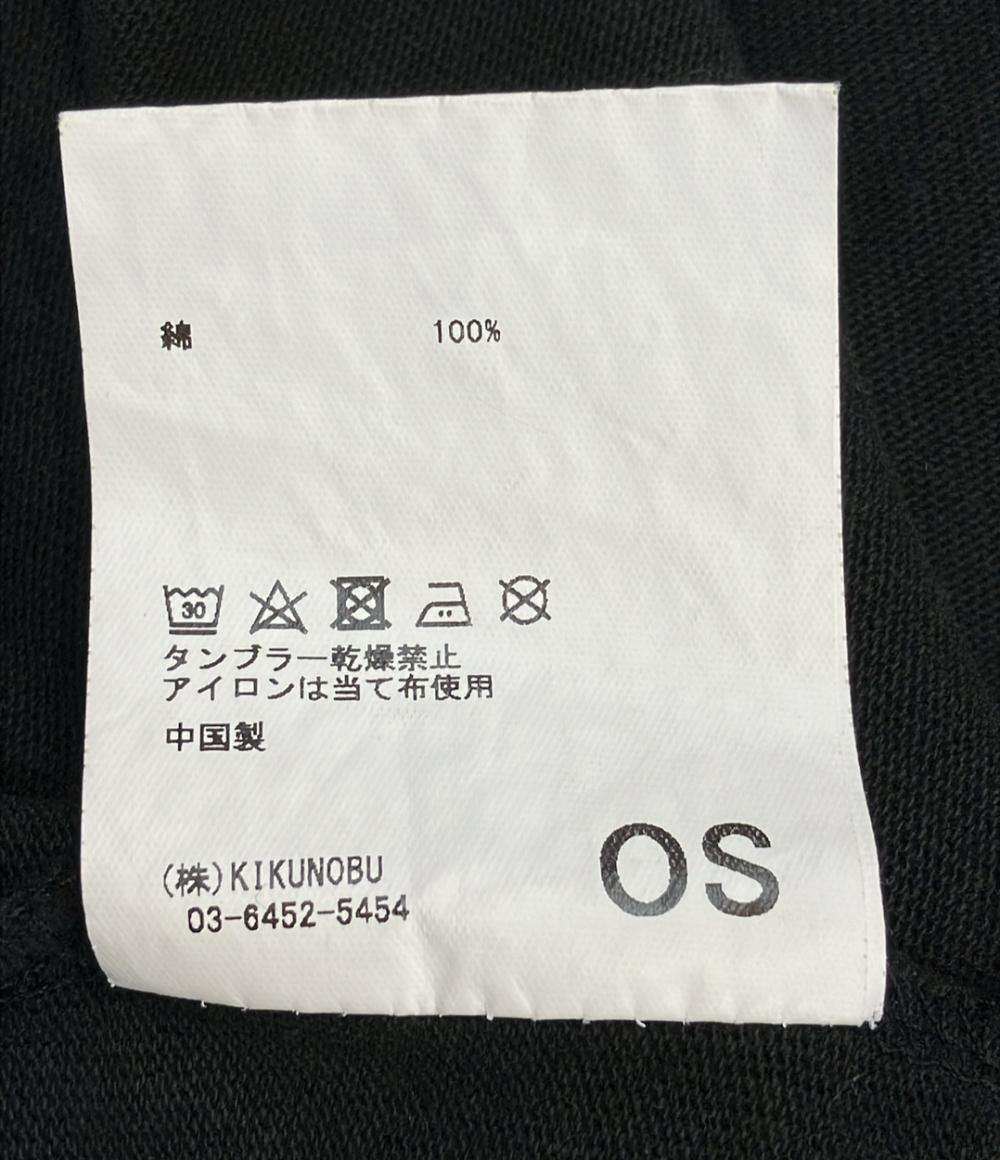 綿 100%
30
タンブラー乾燥禁止
アイロンは当て布使用
中国製
(株)KIKUNOBU
03-6452-5454
OS